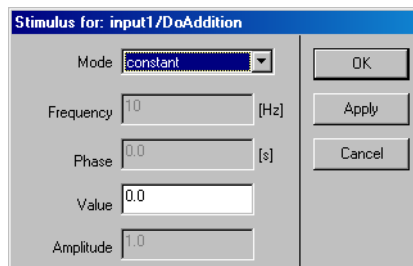 Stimulus for: input1/DoAddition
Mode constant OK
Frequency 10 [Hz] Apply
Phase 0.0 [s] Cancel
Value 0.0
Amplitude 1.0